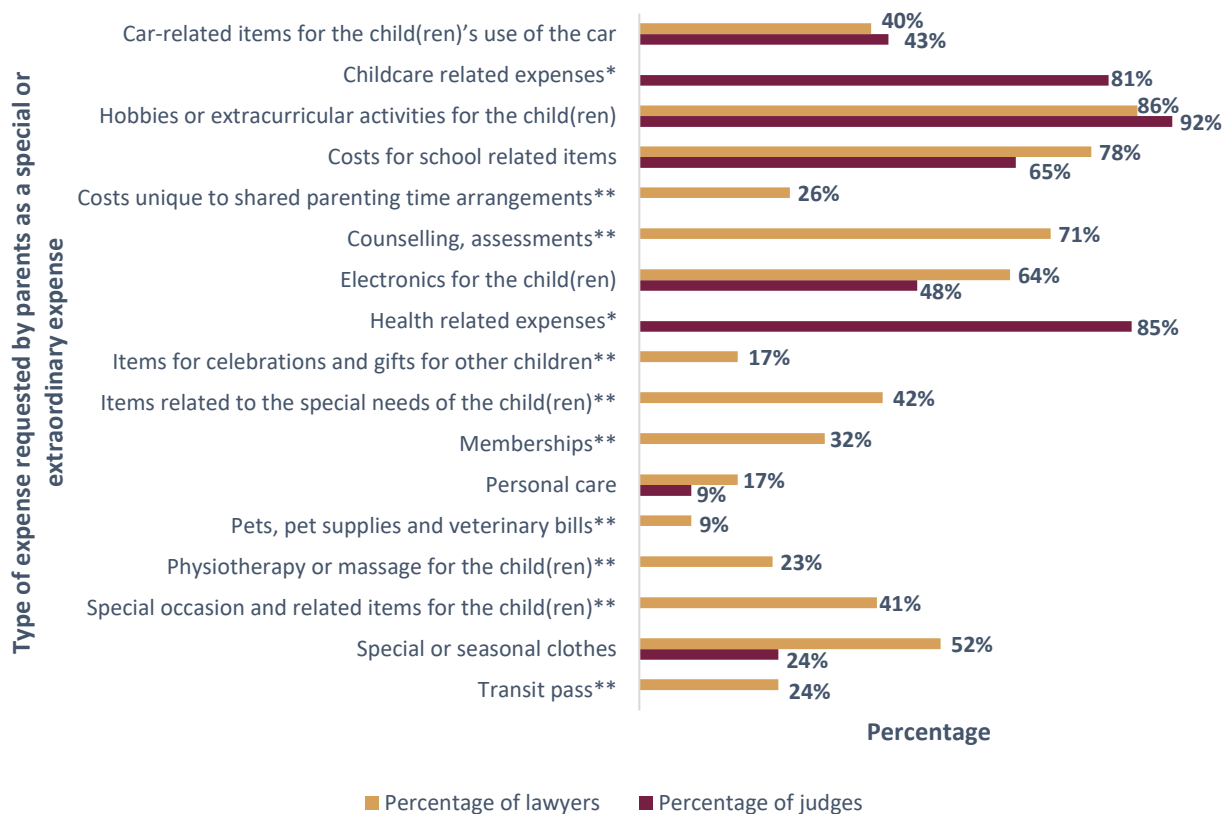 Type of expense requested by parents as a special or
extraordinary expense
Car-related items for the child(ren)’s use of the car
40%
43%
Childcare related expenses*
81%
Hobbies or extracurricular activities for the child(ren)
86%
92%
Costs for school related items
78%
65%
Costs unique to shared parenting time arrangements**
26%
Counselling, assessments**
71%
Electronics for the child(ren)
64%
48%
Health related expenses*
85%
Items for celebrations and gifts for other children**
17%
Items related to the special needs of the child(ren)**
42%
Memberships**
32%
Personal care
17%
9%
Pets, pet supplies and veterinary bills**
9%
Physiotherapy or massage for the child(ren)**
23%
Special occasion and related items for the child(ren)**
41%
Special or seasonal clothes
52%
24%
Transit pass**
24%
Percentage
Percentage of lawyers
Percentage of judges